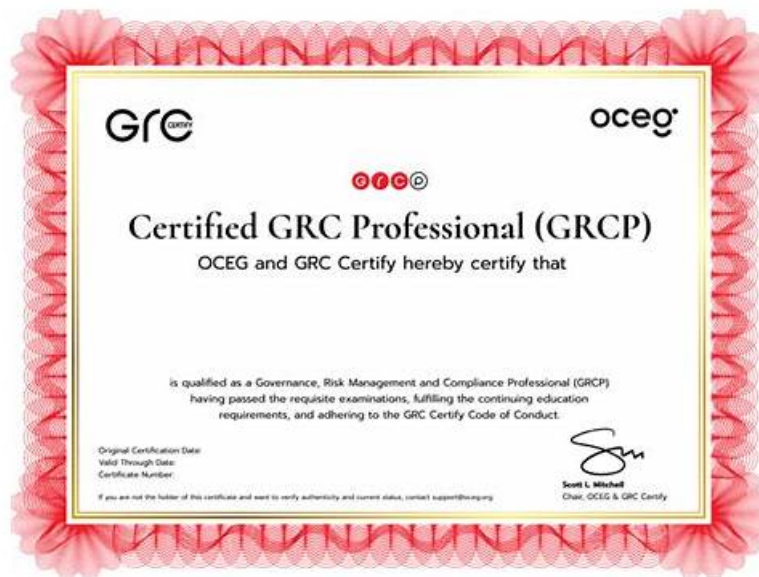 GRC CERTIFY
oceg
GRCP
Certified GRC Professional (GRCP)
OCEG and GRC Certify hereby certify that
is qualified as a Governance, Risk Management and Compliance Professional (GRCP)
having passed the requisite examinations, fulfilling the continuing education
requirements, and adhering to the GRC Certify Code of Conduct.
Original Certification Date:
Valid Through Date:
Certificate Number:
Scott L. Mitchell
Chair, OCEG & GRC Certify
If you are not the holder of this certificate and want to verify authenticity and current status, contact support@oceg.org